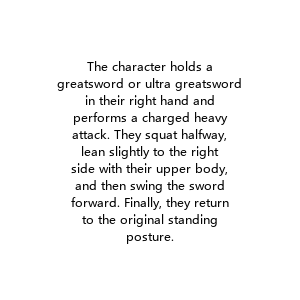 The character holds a
greatsword or ultra greatsword
in their right hand and
performs a charged heavy
attack. They squat halfway,
lean slightly to the right
side with their upper body,
and then swing the sword
forward. Finally, they return
to the original standing
posture.